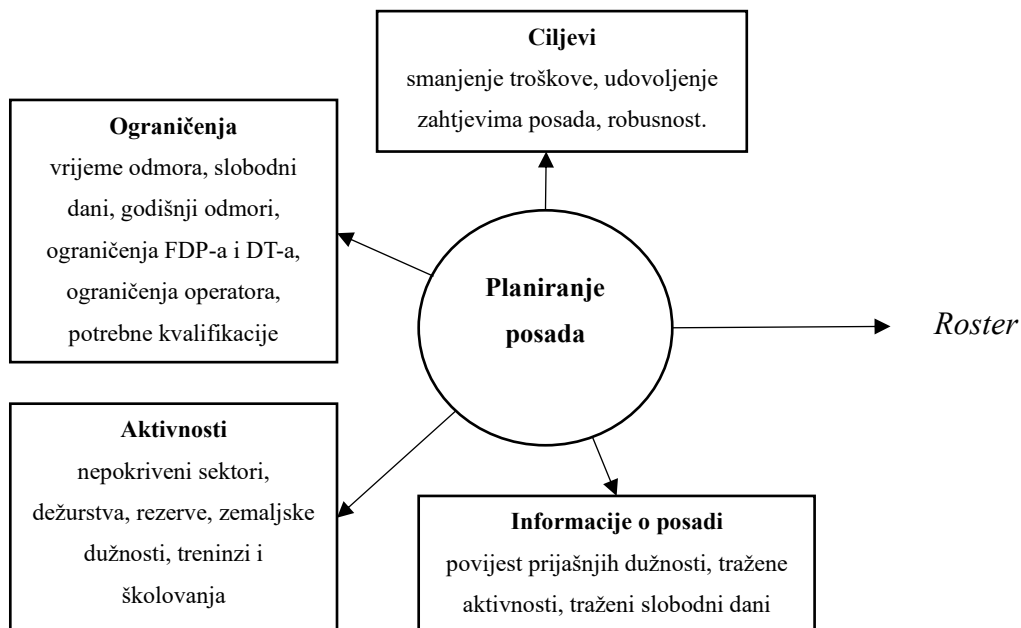 Ciljevi
smanjenje troškove, udovoljenje
zahtjevima posada, robusnost.
Ograničenja
vrijeme odmora, slobodni
dani, godišnji odmori,
ograničenja FDP-a i DT-a,
ograničenja operatora,
potrebne kvalifikacije
Planiranje
posada
Roster
Aktivnosti
nepokriveni sektori,
dežurstva, rezerve, zemaljske
dužnosti, treninzi i
školovanja
Informacije o posadi
povijest prijašnjih dužnosti, tražene
aktivnosti, traženi slobodni dani